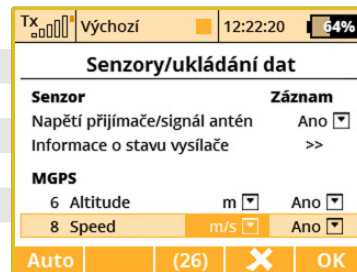 Tx Výchozí 12:22:20 64%
Senzory/ukládání dat
Senzor Záznam
Napětí přijímače/signál antén Ano
Informace o stavu vysílače >>
MGPS
6 Altitude m Ano
8 Speed m/s Ano
Auto (26) OK